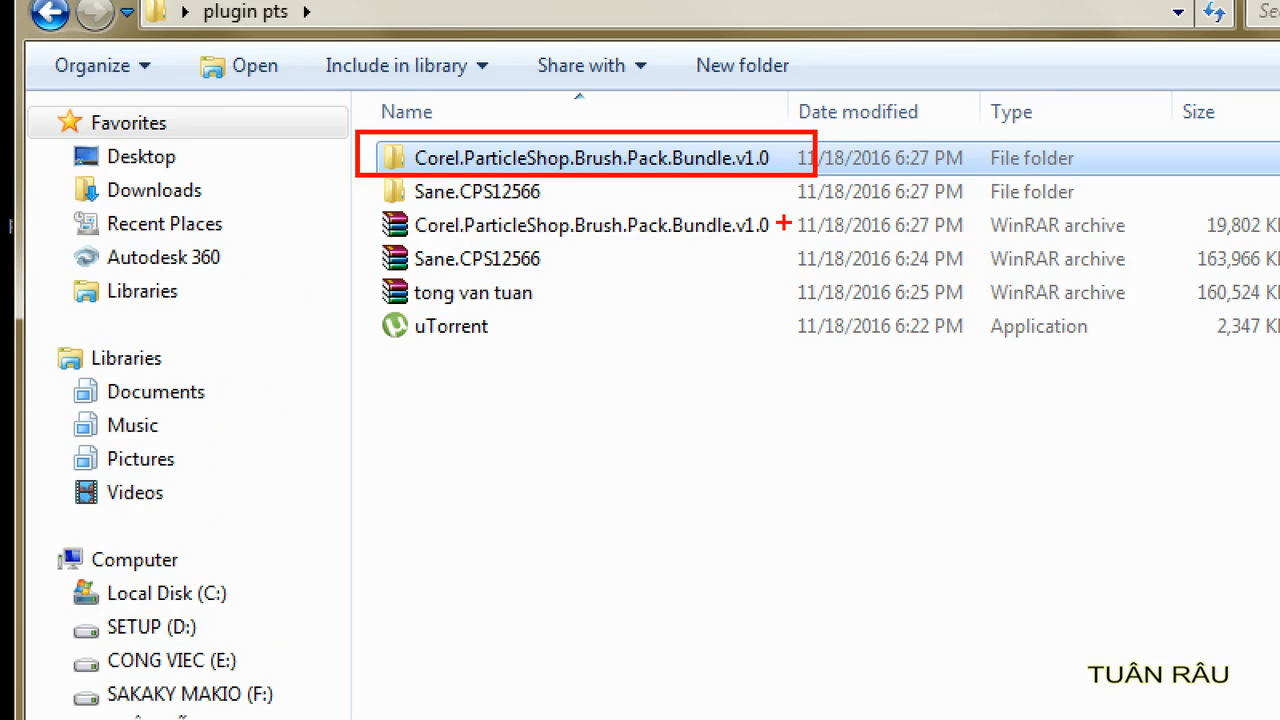 plugin pts
Se
Organize Open Include in library Share with New folder
Name Date modified Type Size
Favorites
Desktop
Downloads
Recent Places
Autodesk 360
Libraries
Libraries
Documents
Music
Pictures
Videos
Computer
Local Disk (C:)
SETUP (D:)
CONG VIEC (E:)
SAKAKY MAKIO (F:)
Corel.ParticleShop.Brush.Pack.Bundle.v1.0 11/18/2016 6:27 PM File folder
Sane.CPS12566 11/18/2016 6:27 PM File folder
Corel.ParticleShop.Brush.Pack.Bundle.v1.0 11/18/2016 6:27 PM WinRAR archive 19,802 K
Sane.CPS12566 11/18/2016 6:24 PM WinRAR archive 163,966 K
tong van tuan 11/18/2016 6:25 PM WinRAR archive 160,524 K
uTorrent 11/18/2016 6:22 PM Application 2,347 K
TUÂN RÂU